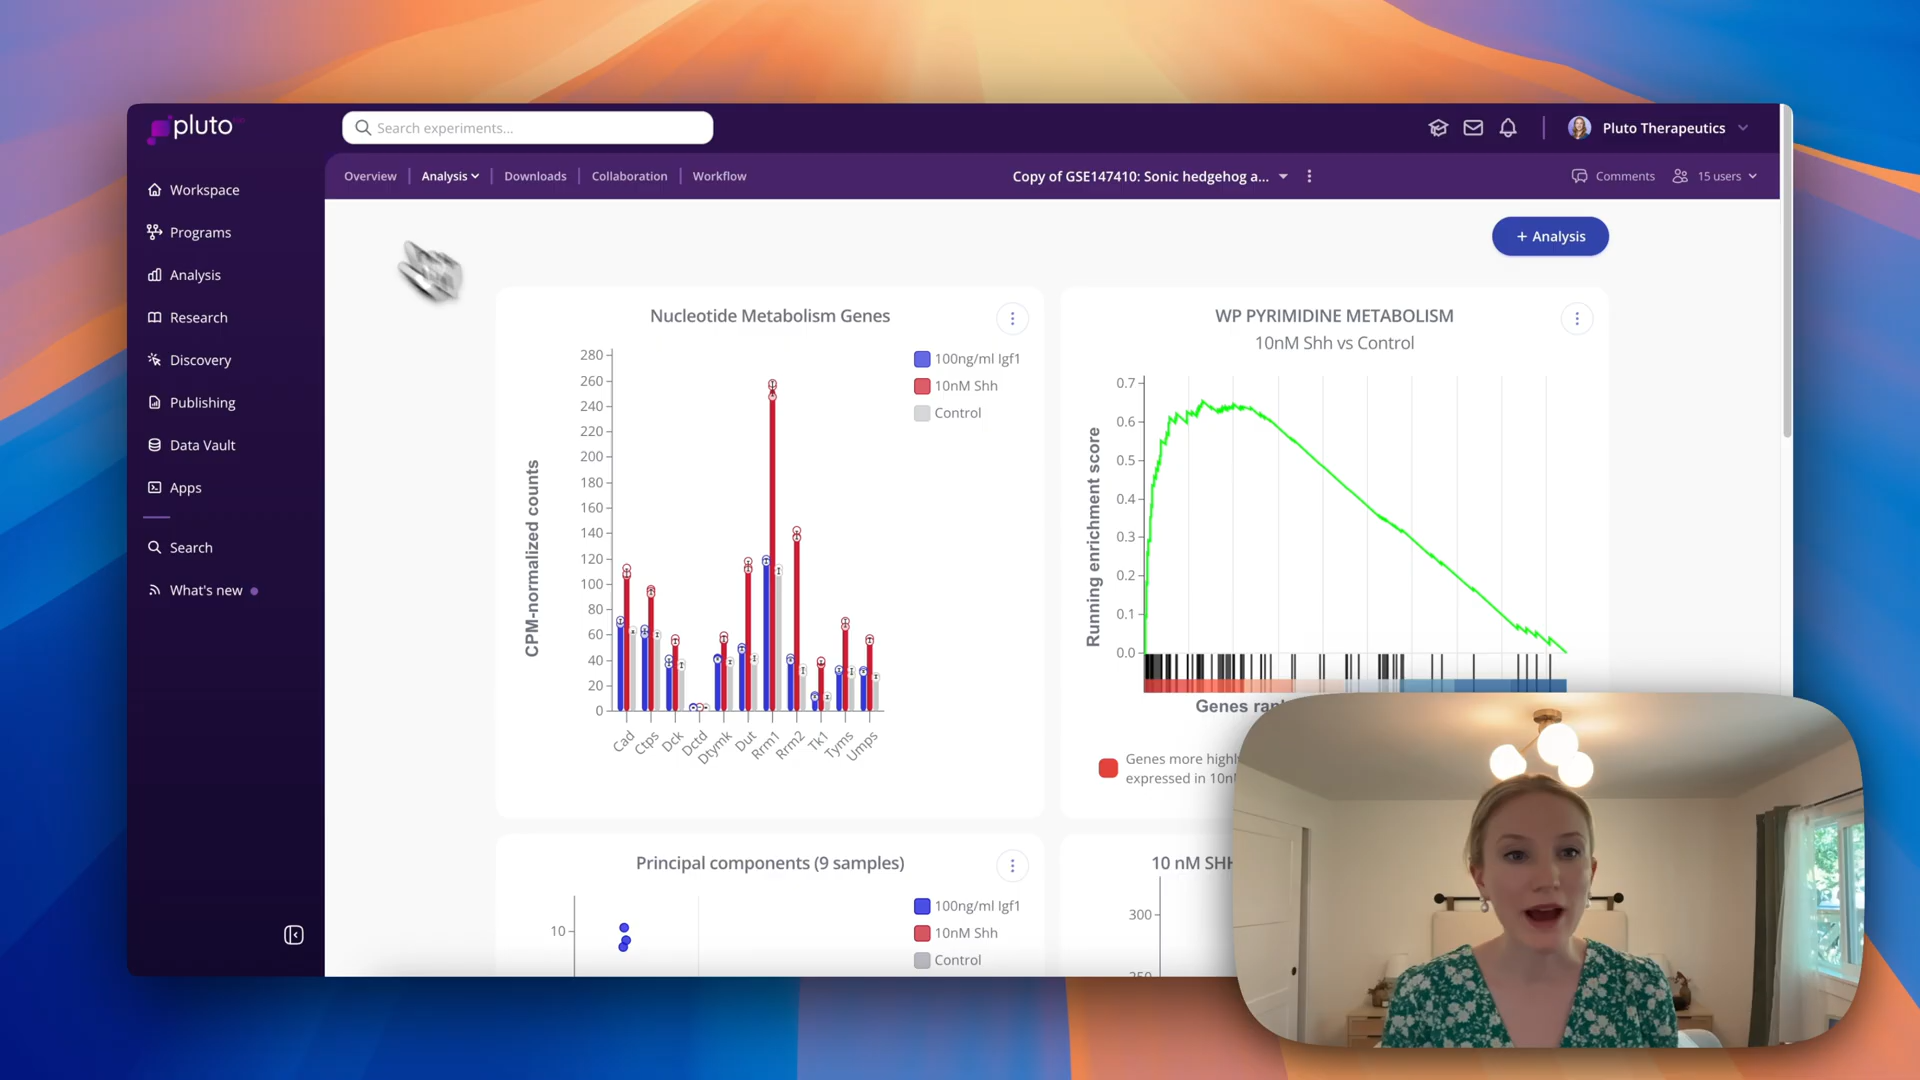 pluto
Search experiments...
Pluto Therapeutics
Overview
Analysis
Downloads
Collaboration
Workflow
Copy of GSE147410: Sonic hedgehog a...
Comments
15 users
Workspace
Programs
Analysis
Research
Discovery
Publishing
Data Vault
Apps
Search
What's new
+ Analysis
Nucleotide Metabolism Genes
280
260
240
220
200
180
160
140
120
100
80
60
40
20
0
CPM-normalized counts
Cad
Ctps
Dck
Dctd
Dtymk
Dut
Rrm1
Rrm2
Tk1
Tyms
Umps
100ng/ml Igf1
10nM Shh
Control
WP PYRIMIDINE METABOLISM
10nM Shh vs Control
0.7
0.6
0.5
0.4
0.3
0.2
0.1
0.0
Running enrichment score
Genes
Genes more
expressed in
Principal components (9 samples)
10
100ng/ml Igf1
10nM Shh
Control
10 nM SHH
300